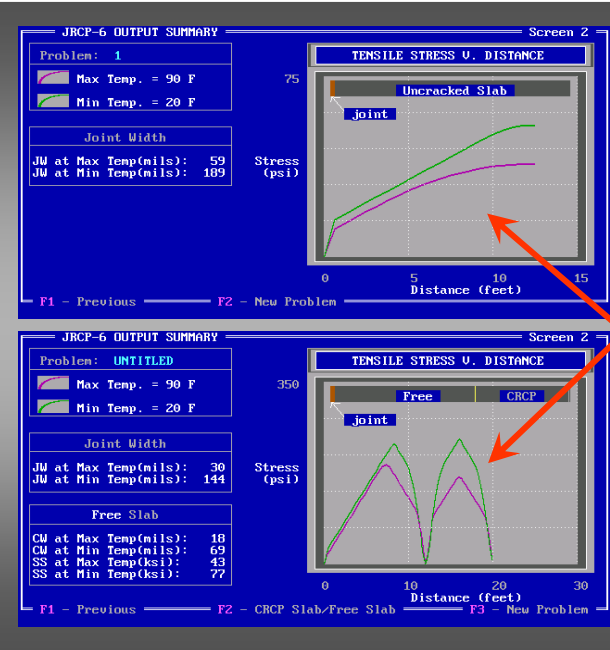 JRCP-6 OUTPUT SUMMARY
Screen 2
Problem: 1
Max Temp. = 90 F
Min Temp. = 20 F
Joint Width
JW at Max Temp(mils): 59
JW at Min Temp(mils): 189
TENSILE STRESS V. DISTANCE
75
Uncracked Slab
joint
Stress
(psi)
0 5 10 15
Distance (feet)
F1 - Previous
F2 - New Problem
JRCP-6 OUTPUT SUMMARY
Screen 2
Problem: UNTITLED
Max Temp. = 90 F
Min Temp. = 20 F
Joint Width
JW at Max Temp(mils): 30
JW at Min Temp(mils): 144
Free Slab
CW at Max Temp(mils): 18
CW at Min Temp(mils): 69
SS at Max Temp(ksi): 43
SS at Min Temp(ksi): 77
TENSILE STRESS V. DISTANCE
350
Free CRCP
joint
Stress
(psi)
0 10 20 30
Distance (feet)
F1 - Previous
F2 - CRCP Slab/Free Slab
F3 - New Problem